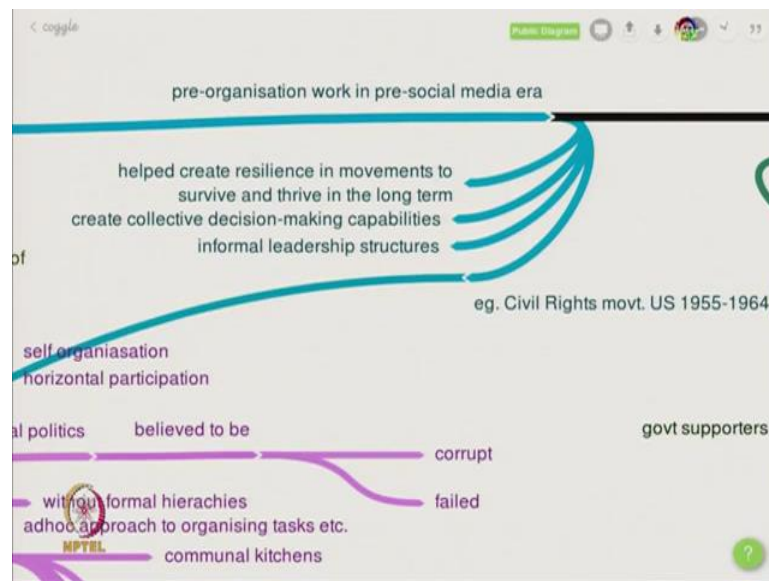 coggle
Public Diagram
pre-organisation work in pre-social media era
helped create resilience in movements to
survive and thrive in the long term
create collective decision-making capabilities
informal leadership structures
of
eg. Civil Rights movt. US 1955-1964
self organiasation
horizontal participation
al politics believed to be
govt supporters
corrupt
without formal hierachies
failed
adhoc approach to organising tasks etc.
NPTEL
communal kitchens
?